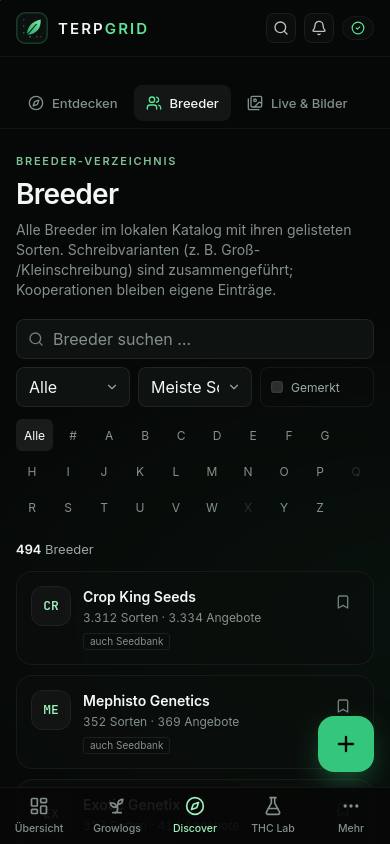 TERPGRID
Entdecken
Breeder
Live & Bilder
BREEDER-VERZEICHNIS
Breeder
Alle Breeder im lokalen Katalog mit ihren gelisteten
Sorten. Schreibvarianten (z. B. Groß-
/Kleinschreibung) sind zusammengeführt;
Kooperationen bleiben eigene Einträge.
Breeder suchen …
Alle
Meiste So
Gemerkt
Alle # A B C D E F G
H I J K L M N O P Q
R S T U V W X Y Z
494 Breeder
CR
Crop King Seeds
3.312 Sorten · 3.334 Angebote
auch Seedbank
ME
Mephisto Genetics
352 Sorten · 369 Angebote
auch Seedbank
Exotic Genetix
Übersicht
Growlogs
Discover
THC Lab
Mehr